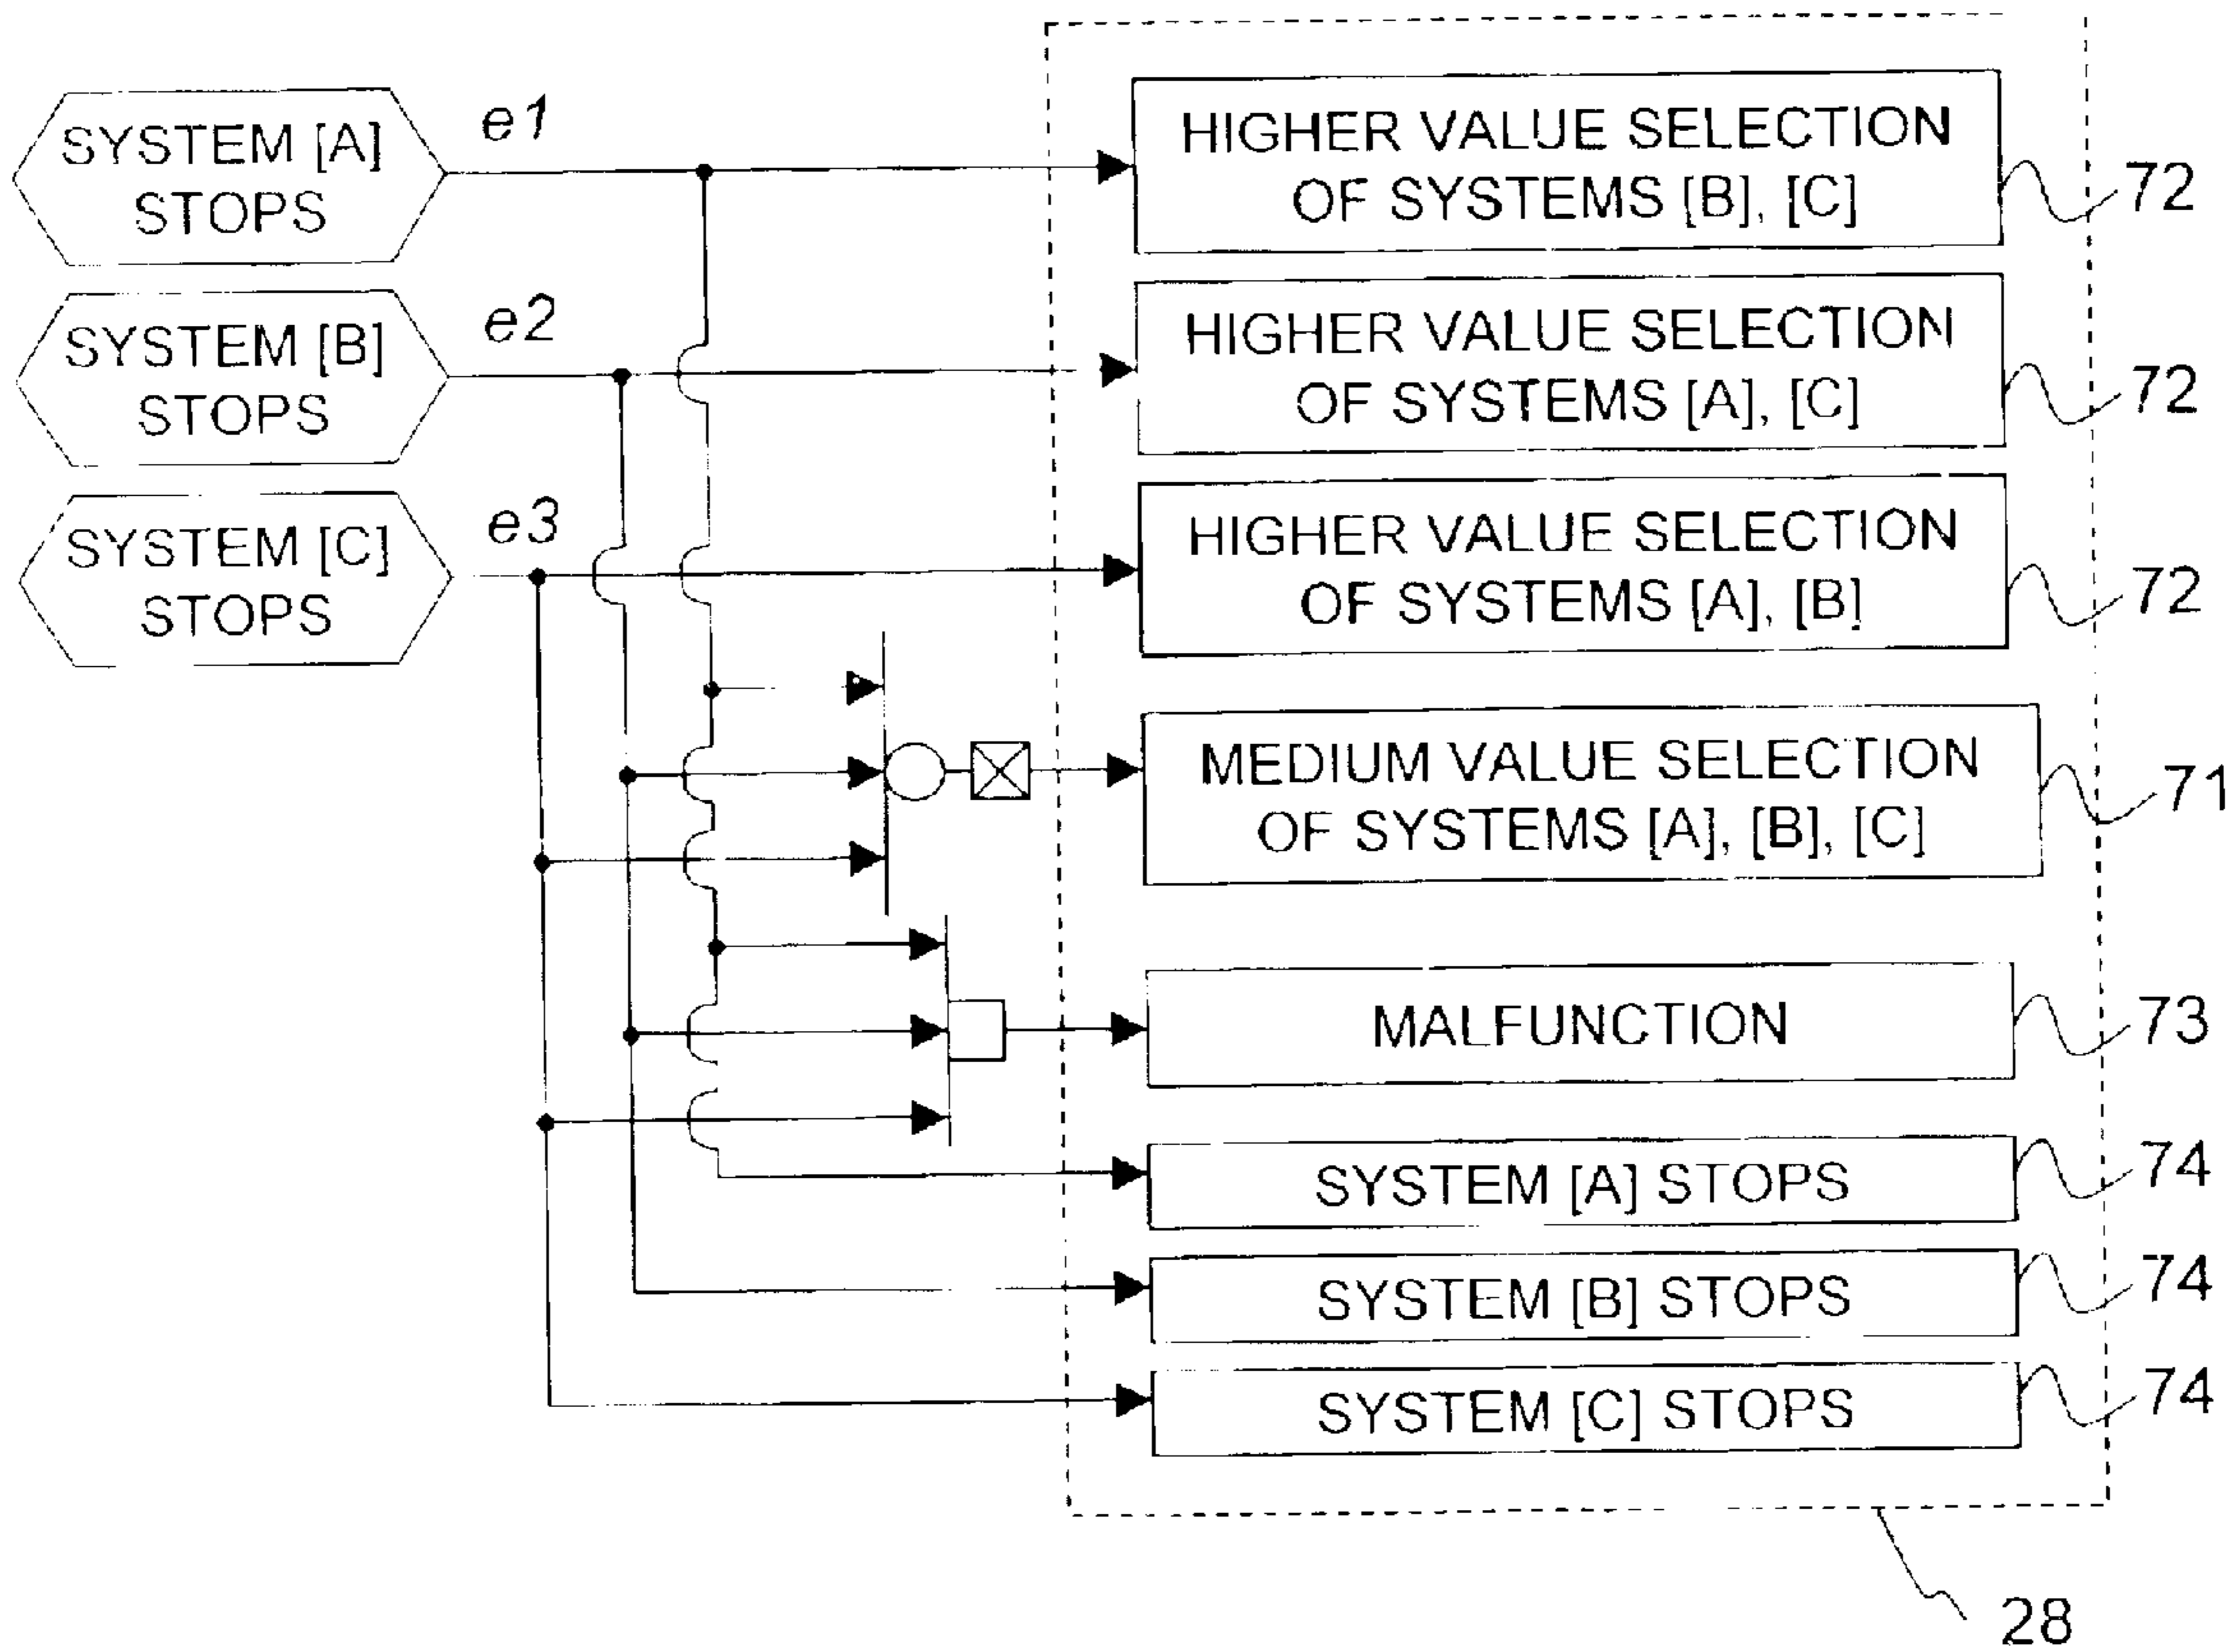 SYSTEM [A]
STOPS
e1
HIGHER VALUE SELECTION
OF SYSTEMS [B], [C]
72
SYSTEM [B]
STOPS
e2
HIGHER VALUE SELECTION
OF SYSTEMS [A], [C]
72
SYSTEM [C]
STOPS
e3
HIGHER VALUE SELECTION
OF SYSTEMS [A], [B]
72
MEDIUM VALUE SELECTION
OF SYSTEMS [A], [B], [C]
71
MALFUNCTION
73
SYSTEM [A] STOPS
74
SYSTEM [B] STOPS
74
SYSTEM [C] STOPS
74
28